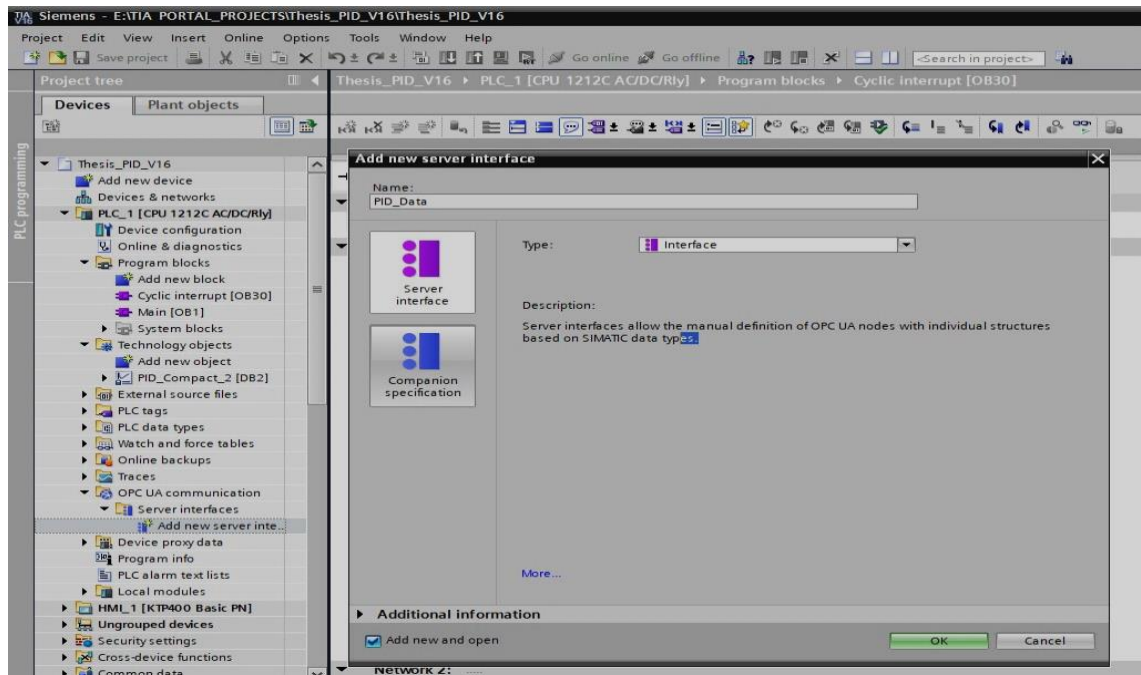 Siemens - E:\TIA PORTAL_PROJECTS\Thesis_PID_V16\Thesis_PID_V16
Project Edit View Insert Online Options Tools Window Help
Save project Go online Go offline <Search in project>
Project tree
Thesis_PID_V16 PLC_1 [CPU 1212C AC/DC/Rly] Program blocks Cyclic interrupt [OB30]
Devices Plant objects
PLC programming
Thesis_PID_V16
Add new device
Devices & networks
PLC_1 [CPU 1212C AC/DC/Rly]
Device configuration
Online & diagnostics
Program blocks
Add new block
Cyclic interrupt [OB30]
Main [OB1]
System blocks
Technology objects
Add new object
PID_Compact_2 [DB2]
External source files
PLC tags
PLC data types
Watch and force tables
Online backups
Traces
OPC UA communication
Server interfaces
Add new server inte..
Device proxy data
Program info
PLC alarm text lists
Local modules
HMI_1 [KTP400 Basic PN]
Ungrouped devices
Security settings
Cross-device functions
Common data
Add new server interface
Name:
PID_Data
Server
interface
Companion
specification
Type: Interface
Description:
Server interfaces allow the manual definition of OPC UA nodes with individual structures
based on SIMATIC data types.
More...
Additional information
Add new and open
OK Cancel
Network 2: .....